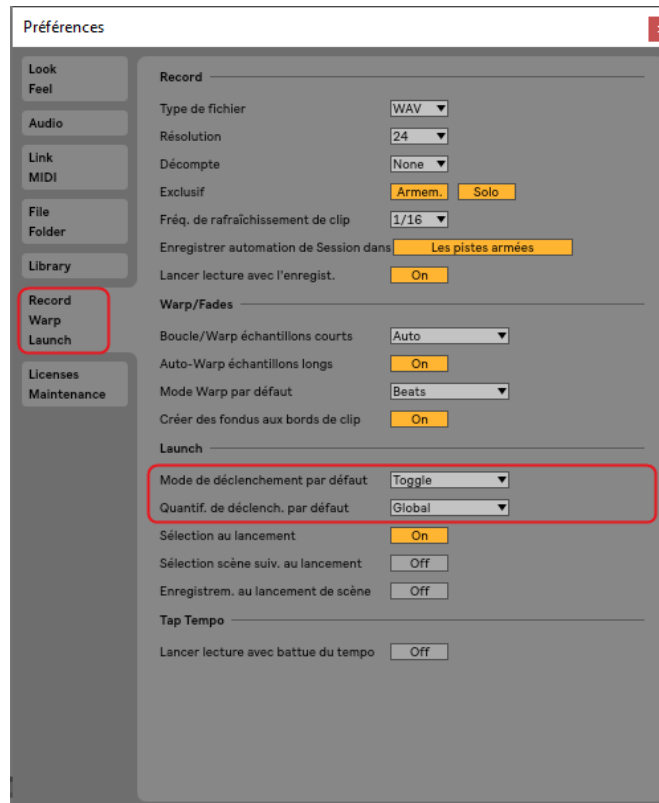 Préférences
Look
Feel
Audio
Link
MIDI
File
Folder
Library
Record
Warp
Launch
Licenses
Maintenance
Record
Type de fichier WAV
Résolution 24
Décompte None
Exclusif Armem. Solo
Fréq. de rafraîchissement de clip 1/16
Enregistrer automation de Session dans Les pistes armées
Lancer lecture avec l'enregist. On
Warp/Fades
Boucle/Warp échantillons courts Auto
Auto-Warp échantillons longs On
Mode Warp par défaut Beats
Créer des fondus aux bords de clip On
Launch
Mode de déclenchement par défaut Toggle
Quantif. de déclench. par défaut Global
Sélection au lancement On
Sélection scène suiv. au lancement Off
Enregistrem. au lancement de scène Off
Tap Tempo
Lancer lecture avec battue du tempo Off